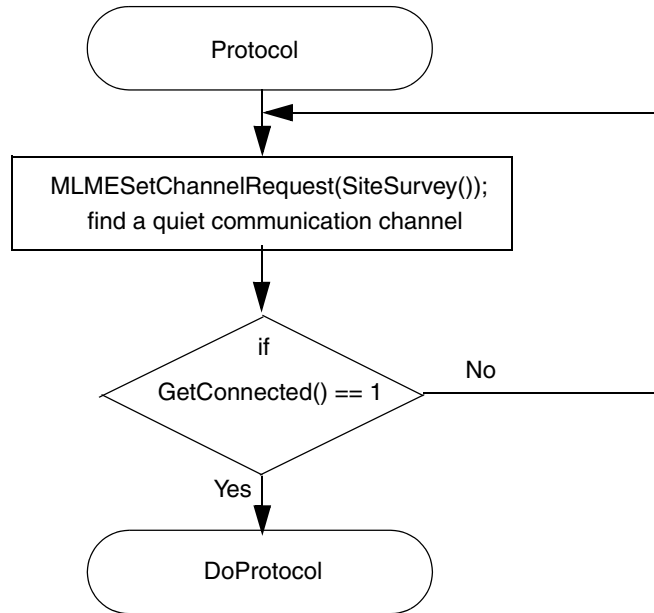 Protocol
MLMESetChannelRequest(SiteSurvey());
find a quiet communication channel
if
GetConnected() == 1
No
Yes
DoProtocol